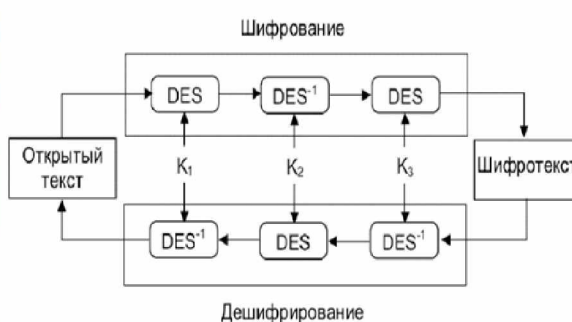 Шифрование
DES DES⁻¹ DES
Открытый
текст
K₁ K₂ K₃
Шифротекст
DES⁻¹ DES DES⁻¹
Дешифрирование